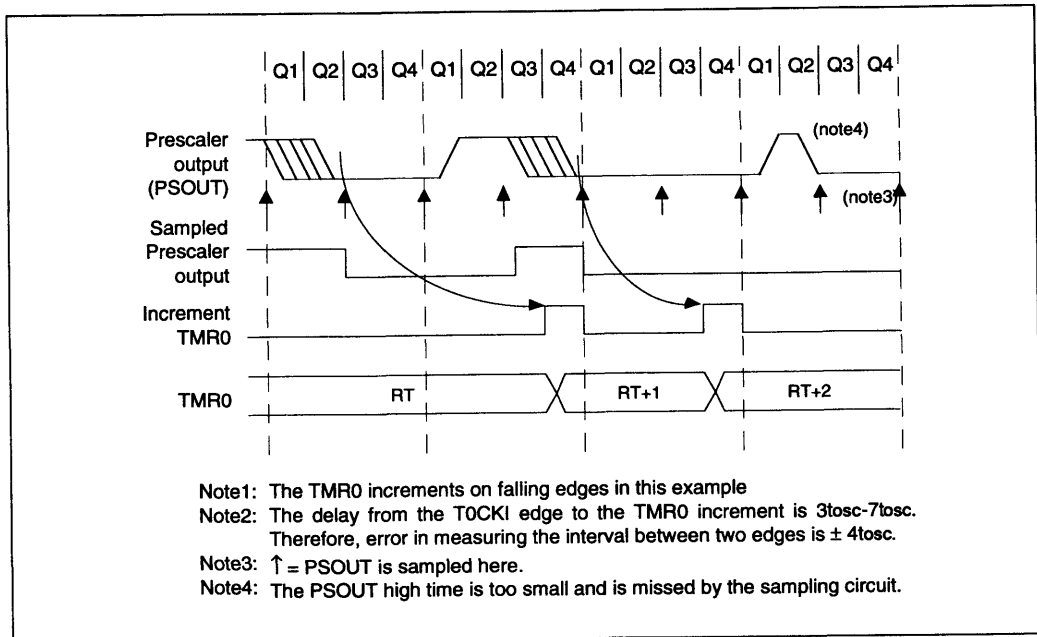 Q1 Q2 Q3 Q4 Q1 Q2 Q3 Q4 Q1 Q2 Q3 Q4 Q1 Q2 Q3 Q4
Prescaler
output
(PSOUT)
(note4)
(note3)
Sampled
Prescaler
output
Increment
TMR0
TMR0
RT
RT+1
RT+2
Note1: The TMR0 increments on falling edges in this example
Note2: The delay from the T0CKI edge to the TMR0 increment is 3tosc-7tosc.
Therefore, error in measuring the interval between two edges is ± 4tosc.
Note3: ↑ = PSOUT is sampled here.
Note4: The PSOUT high time is too small and is missed by the sampling circuit.